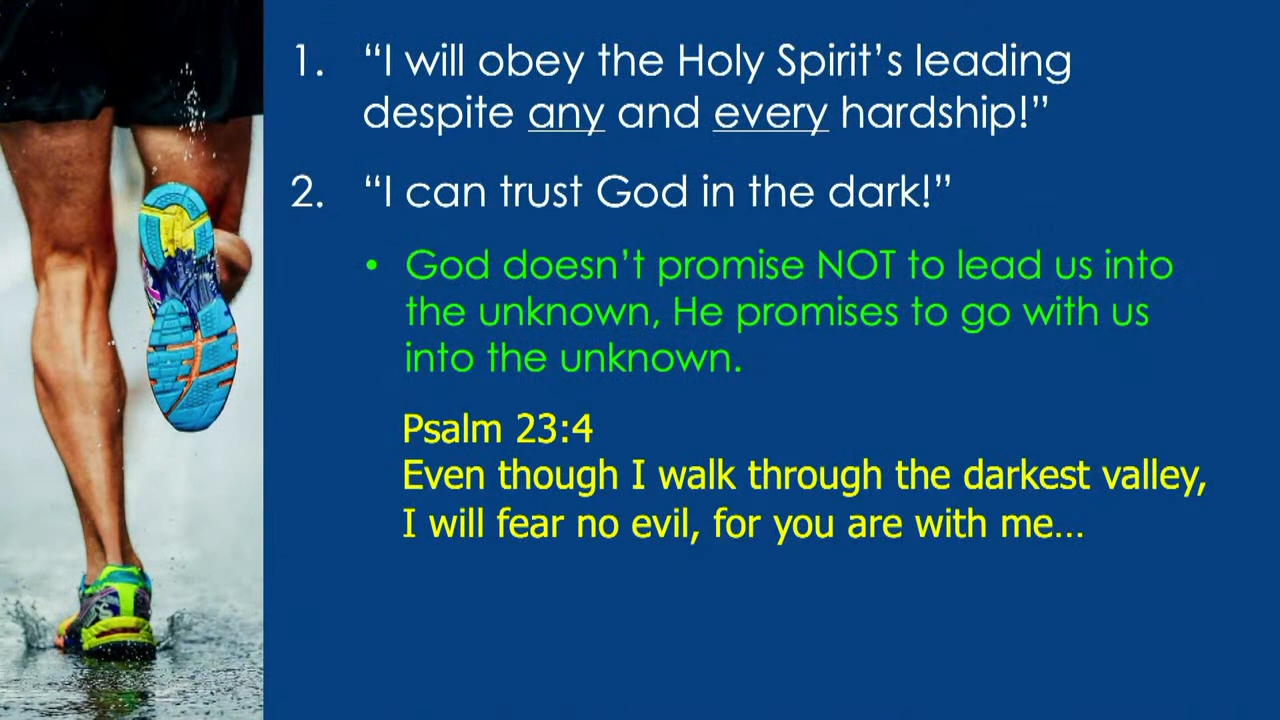 1. “I will obey the Holy Spirit’s leading
despite any and every hardship!”
2. “I can trust God in the dark!”
• God doesn’t promise NOT to lead us into
the unknown, He promises to go with us
into the unknown.
Psalm 23:4
Even though I walk through the darkest valley,
I will fear no evil, for you are with me…